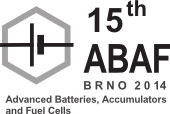 15th
ABAF
BRNO 2014
Advanced Batteries, Accumulators
and Fuel Cells